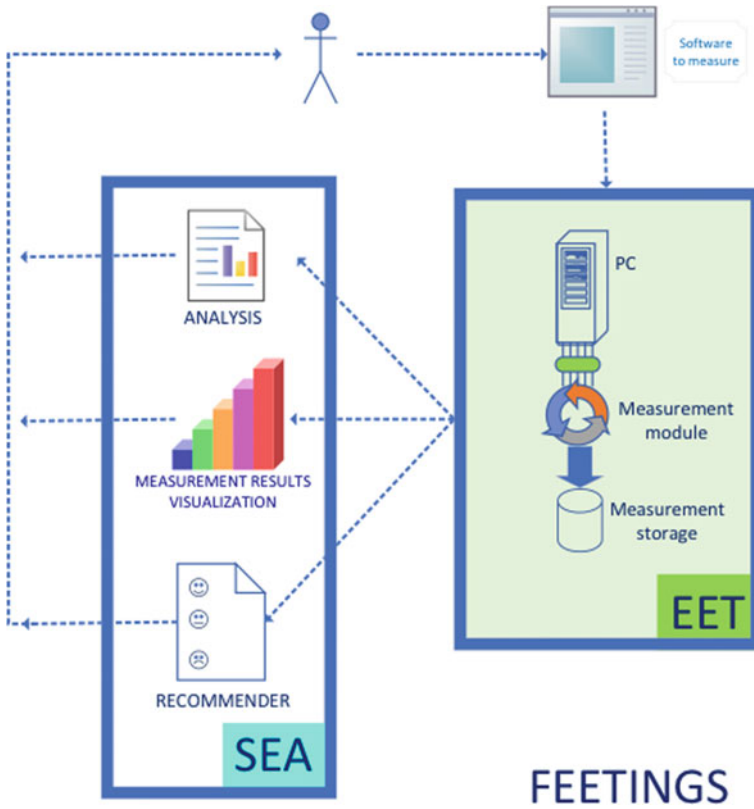 Software
to measure
PC
ANALYSIS
Measurement
module
MEASUREMENT RESULTS
VISUALIZATION
Measurement
storage
EET
RECOMMENDER
SEA
FEETINGS